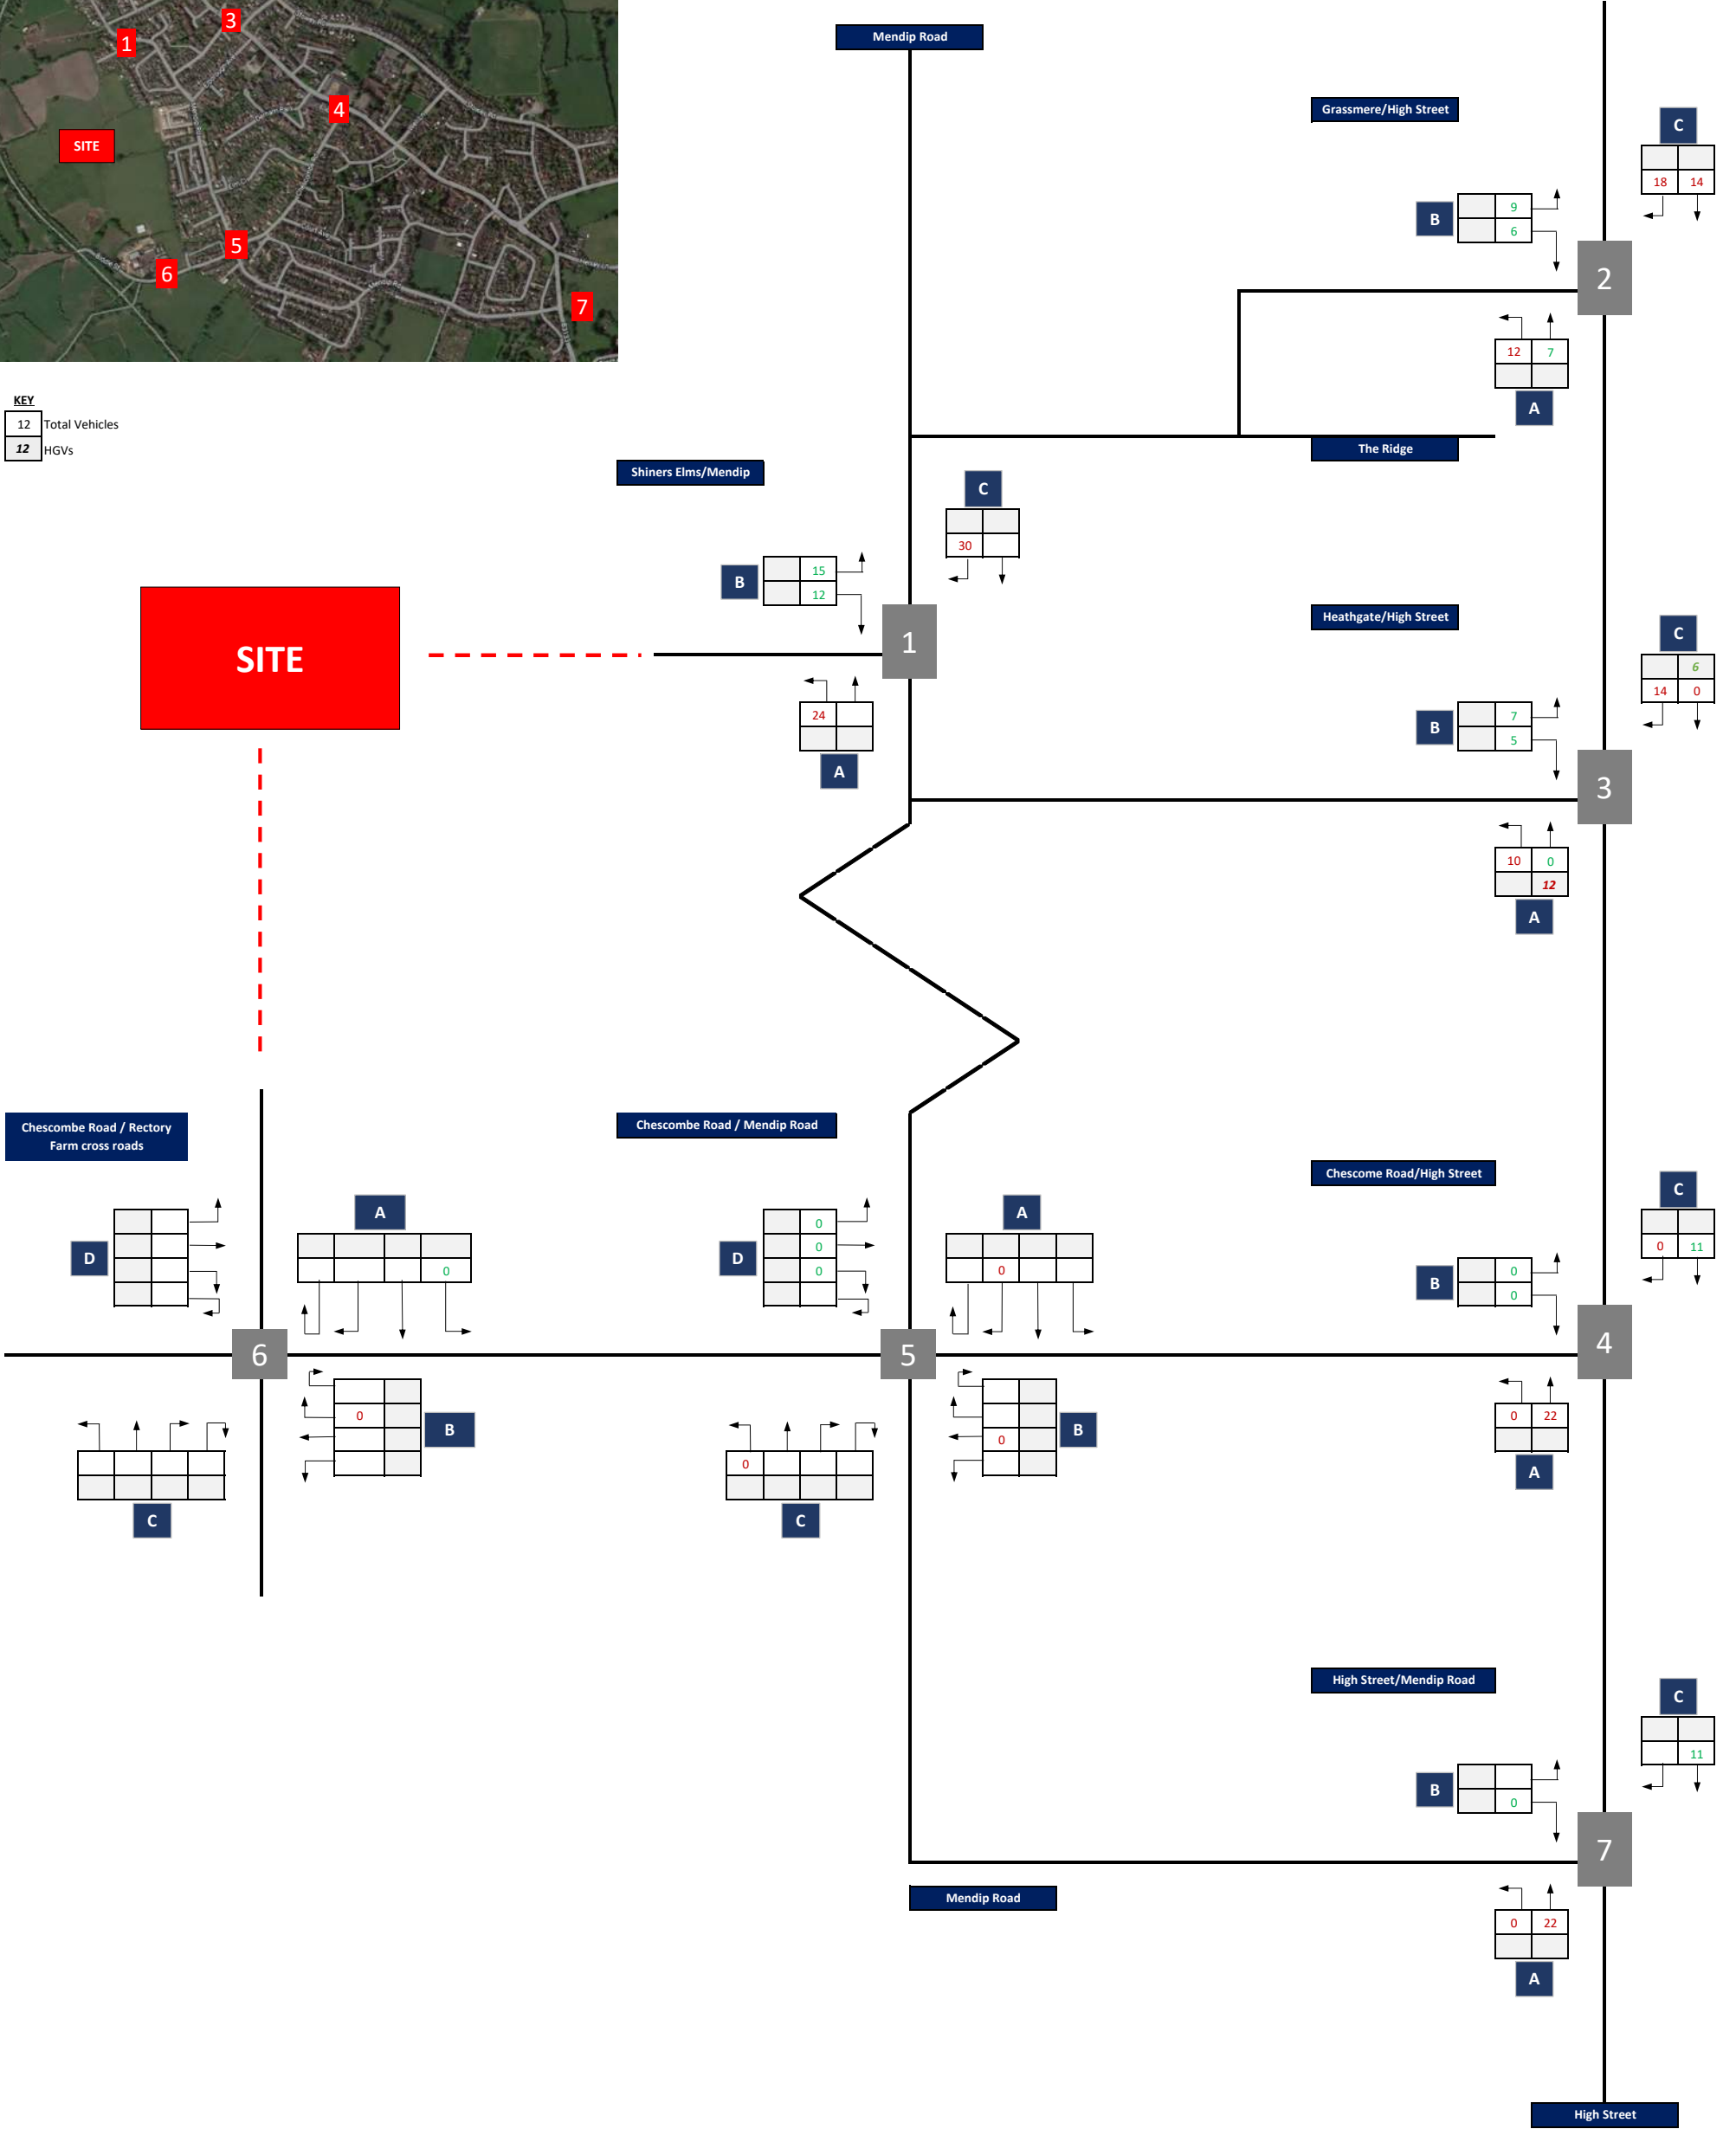 Mendip Road
3
1
4
SITE
5
6
7
Grassmere/High Street
C
18 14
B
9
6
2
12 7
A
KEY
12 Total Vehicles
12 HGVs
The Ridge
Shiners Elms/Mendip
C
30
B
15
12
1
SITE
24
A
Heathgate/High Street
C
6
14 0
B
7
5
3
10 0
12
A
Chescombe Road / Rectory
Farm cross roads
D
A
0
6
0
B
C
Chescombe Road / Mendip Road
D
0
0
0
A
0
5
0
B
0
C
Chescome Road/High Street
C
0 11
B
0
0
4
0 22
A
High Street/Mendip Road
C
11
B
0
7
Mendip Road
0 22
A
High Street